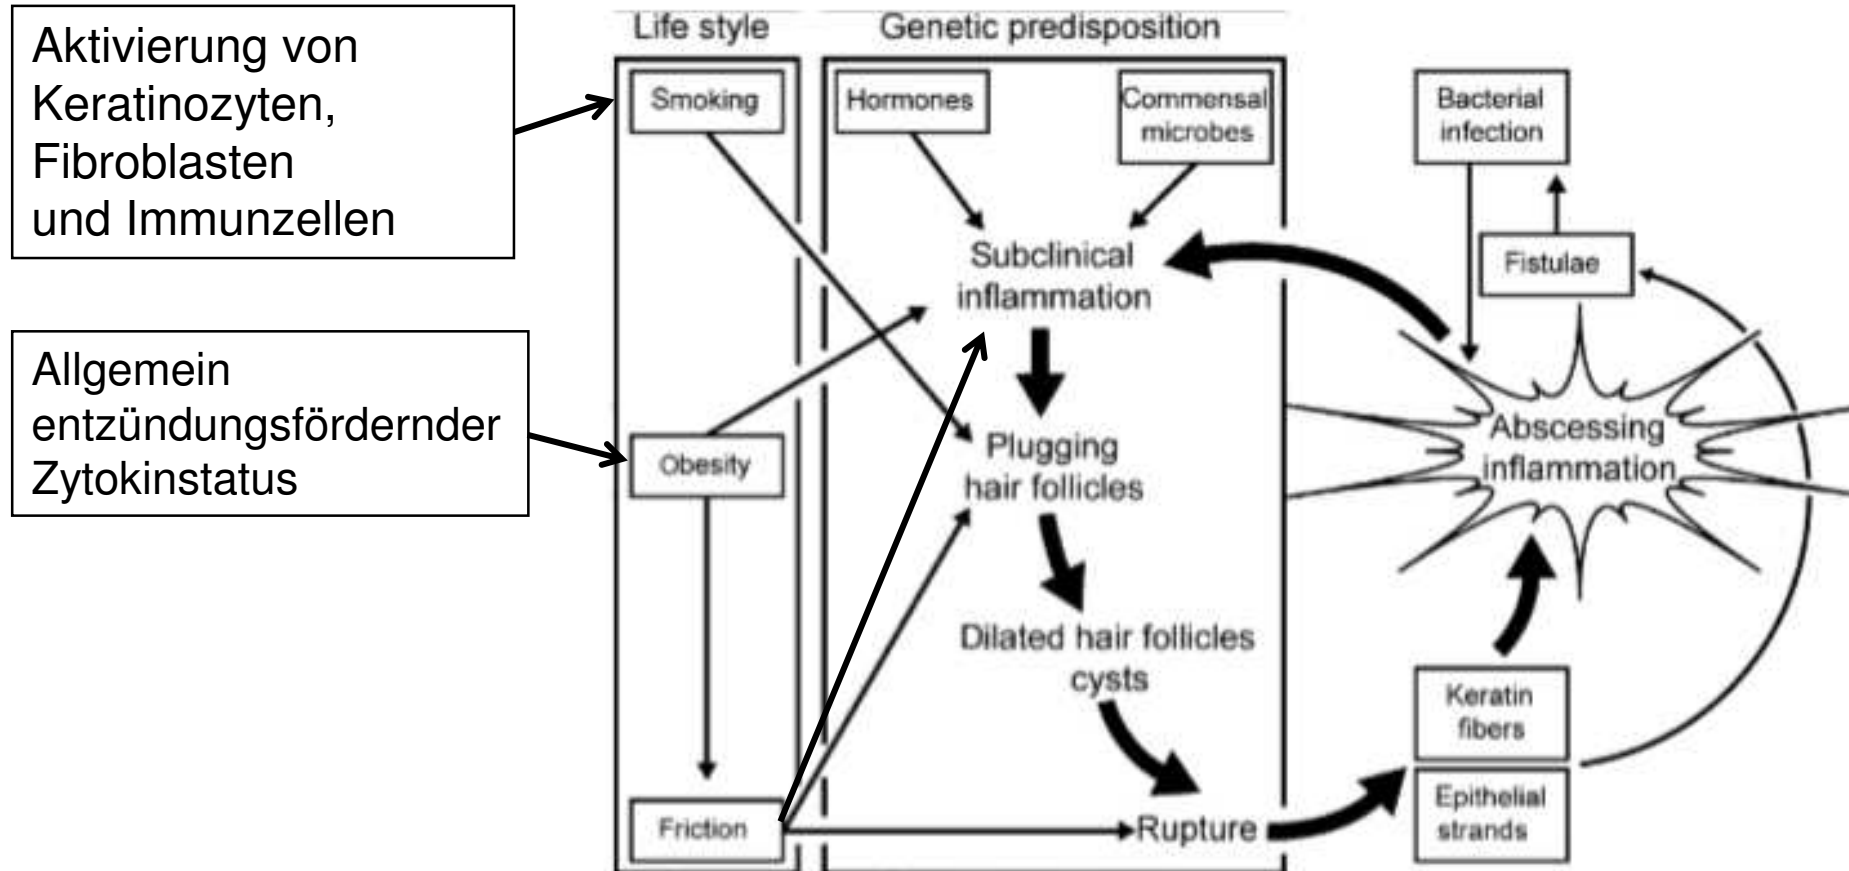 Aktivierung von
Keratinozyten,
Fibroblasten
und Immunzellen
Allgemein
entzündungsfördernder
Zytokinstatus
Life style
Genetic predisposition
Smoking
Hormones
Commensal
microbes
Bacterial
infection
Subclinical
inflammation
Fistulae
Obesity
Plugging
hair follicles
Abscessing
inflammation
Dilated hair follicles
cysts
Keratin
fibers
Friction
Rupture
Epithelial
strands